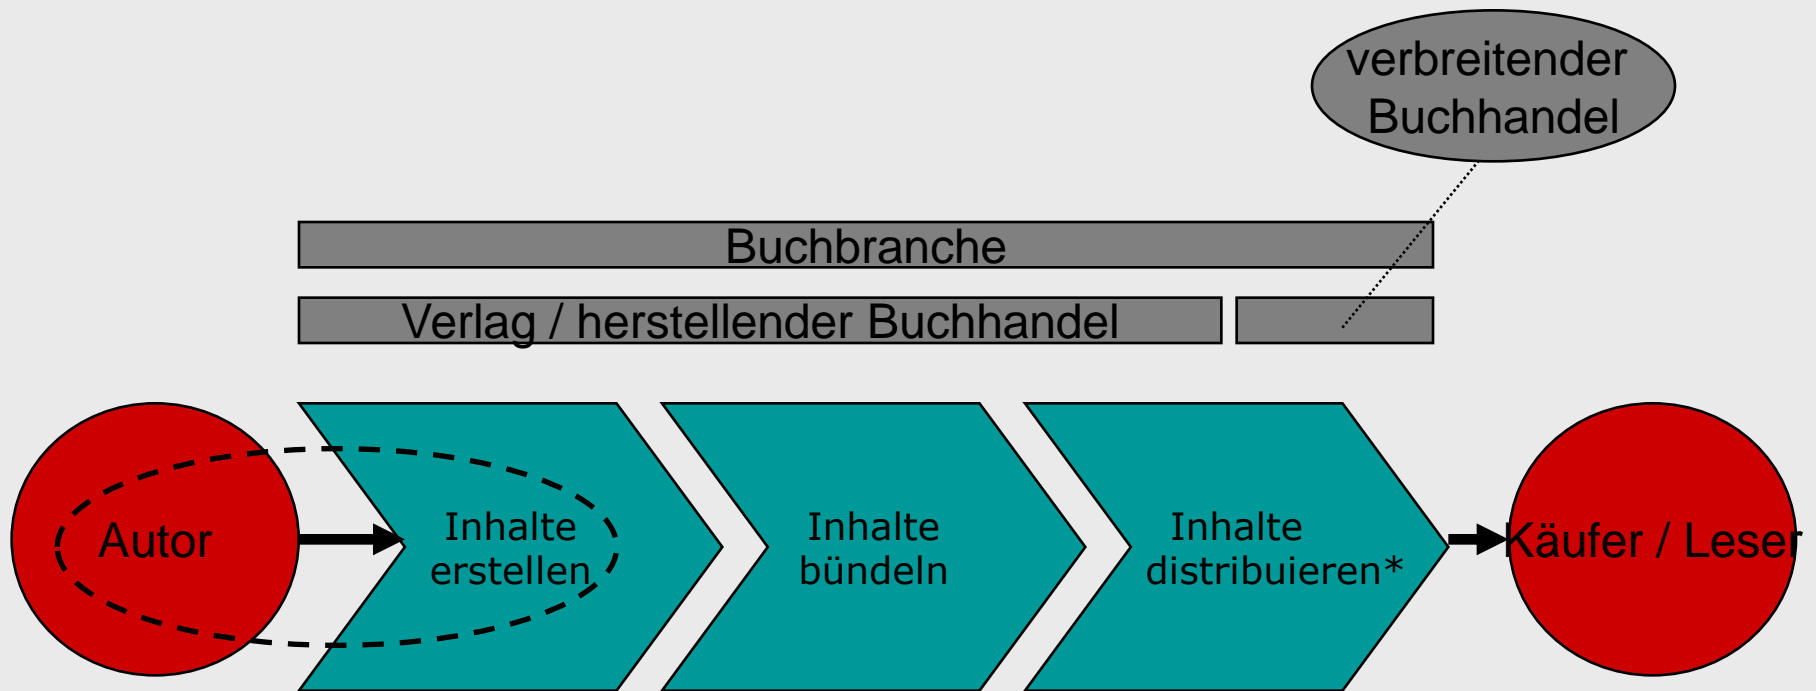 verbreitender
Buchhandel
Buchbranche
Verlag / herstellender Buchhandel
Autor
Inhalte
erstellen
Inhalte
bündeln
Inhalte
distribuieren*
Käufer / Leser